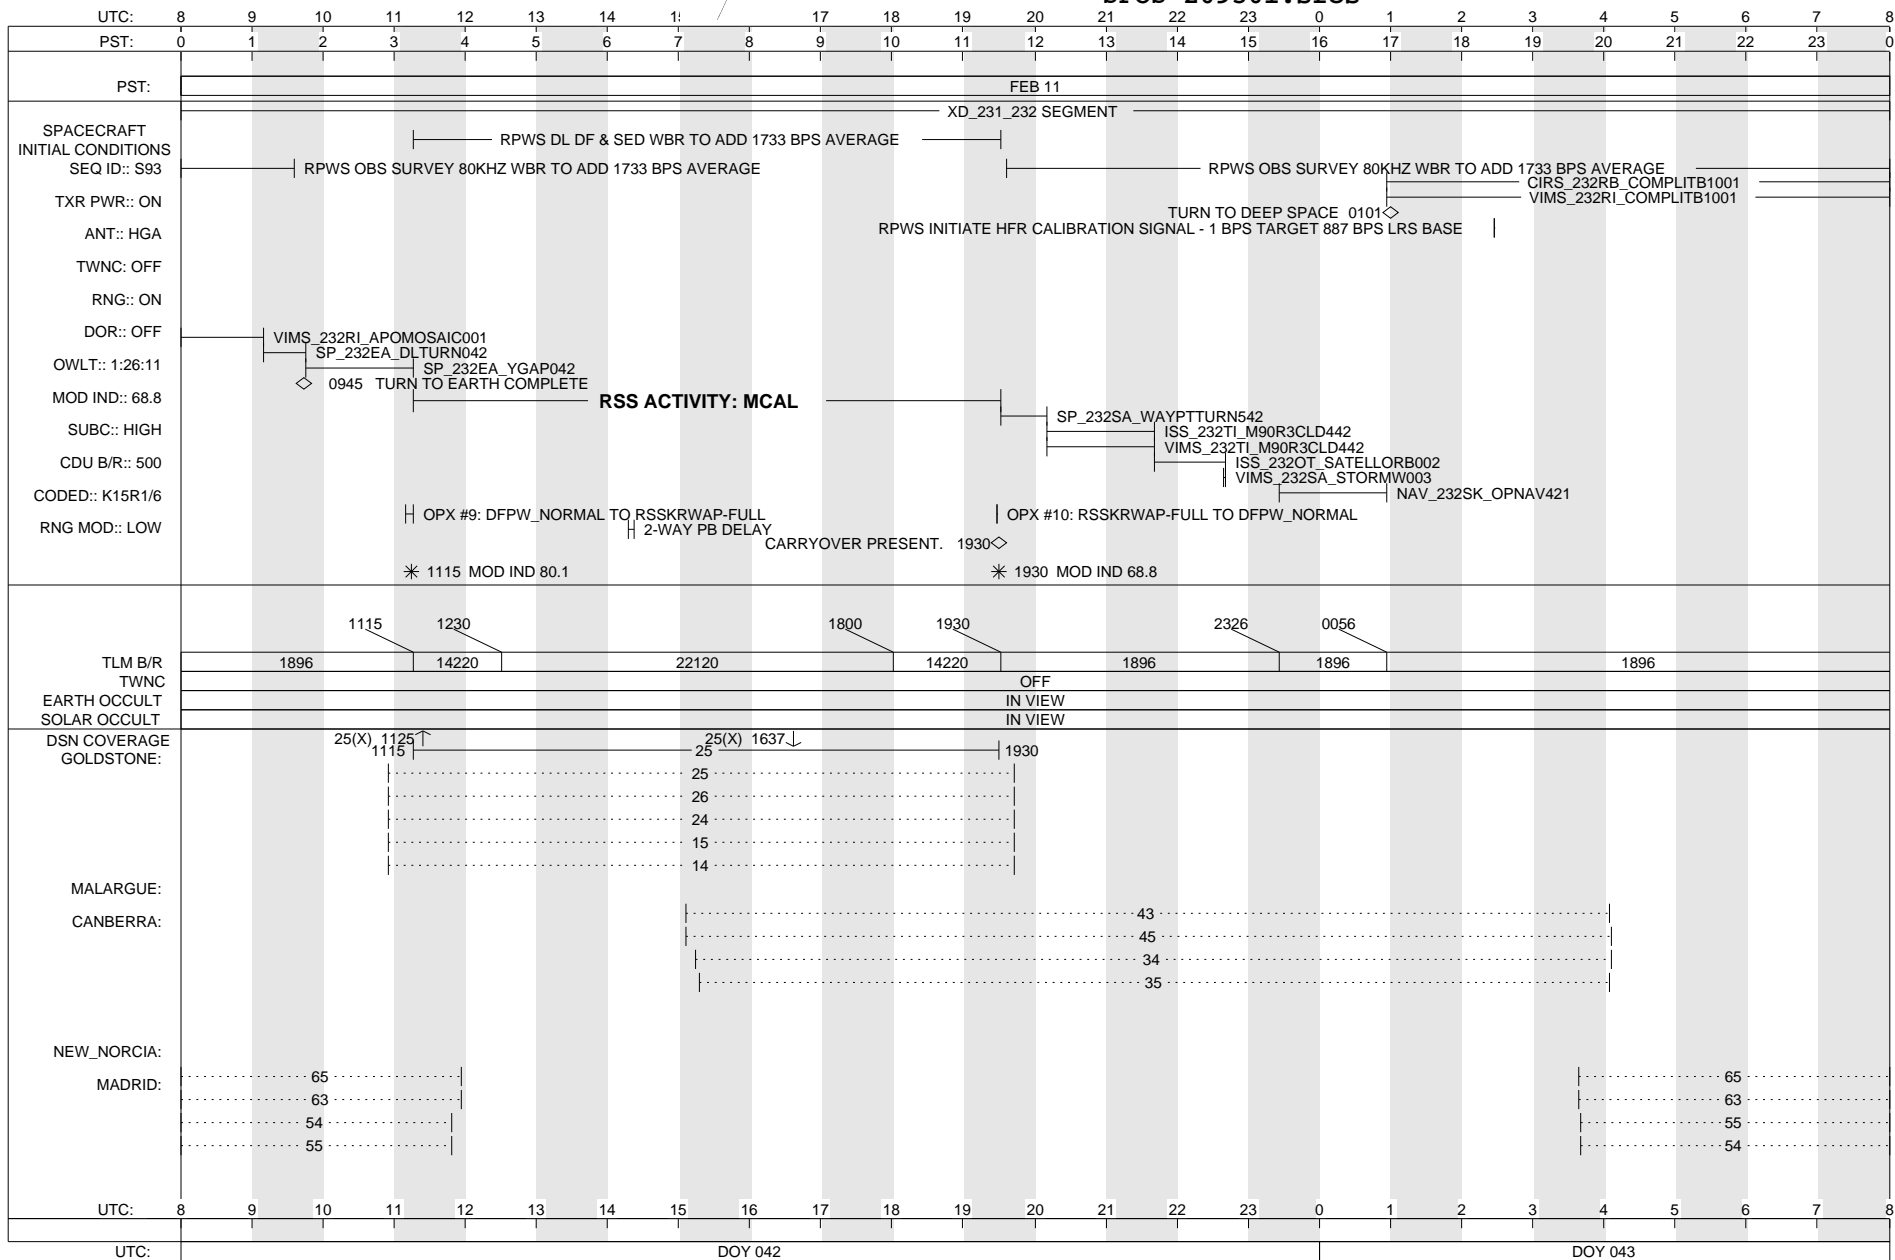 UTC: 8 9 10 11 12 13 14 17 18 19 20 21 22 23 0 1 2 3 4 5 6 7 8
PST: 0 1 2 3 4 5 6 7 8 9 10 11 12 13 14 15 16 17 18 19 20 21 22 23 0
PST: FEB 11
XD_231_232 SEGMENT
SPACECRAFT
INITIAL CONDITIONS
RPWS DL DF & SED WBR TO ADD 1733 BPS AVERAGE
SEQ ID:: S93
RPWS OBS SURVEY 80KHZ WBR TO ADD 1733 BPS AVERAGE
RPWS OBS SURVEY 80KHZ WBR TO ADD 1733 BPS AVERAGE
CIRS_232RB_COMPLITB1001
TXR PWR:: ON
VIMS_232RI_COMPLITB1001
TURN TO DEEP SPACE 0101
ANT:: HGA
RPWS INITIATE HFR CALIBRATION SIGNAL - 1 BPS TARGET 887 BPS LRS BASE
TWNC: OFF
RNG:: ON
DOR:: OFF
VIMS_232RI_APOMOSAIC001
SP_232EA_DLTURN042
OWLT:: 1:26:11
SP_232EA_YGAP042
0945 TURN TO EARTH COMPLETE
MOD IND:: 68.8
RSS ACTIVITY: MCAL
SP_232SA_WAYPTTURN542
SUBC:: HIGH
ISS_232TI_M90R3CLD442
VIMS_232TI_M90R3CLD442
CDU B/R:: 500
ISS_232OT_SATELLORB002
VIMS_232SA_STORMW003
CODED:: K15R1/6
NAV_232SK_OPNAV421
OPX #9: DFPW_NORMAL TO RSSKRWAP-FULL
OPX #10: RSSKRWAP-FULL TO DFPW_NORMAL
RNG MOD:: LOW
2-WAY PB DELAY
CARRYOVER PRESENT. 1930
1115 MOD IND 80.1
1930 MOD IND 68.8
1115 1230 1800 1930 2326 0056
TLM B/R 1896 14220 22120 14220 1896 1896 1896
TWNC OFF
EARTH OCCULT IN VIEW
SOLAR OCCULT IN VIEW
DSN COVERAGE 25(X) 1125 25(X) 1637
GOLDSTONE: 1115 25 1930
25
26
24
15
14
MALARGUE:
CANBERRA: 43
45
34
35
NEW_NORCIA:
MADRID: 65 65
63 63
54 55
55 54
UTC: 8 9 10 11 12 13 14 15 16 17 18 19 20 21 22 23 0 1 2 3 4 5 6 7 8
UTC: DOY 042 DOY 043